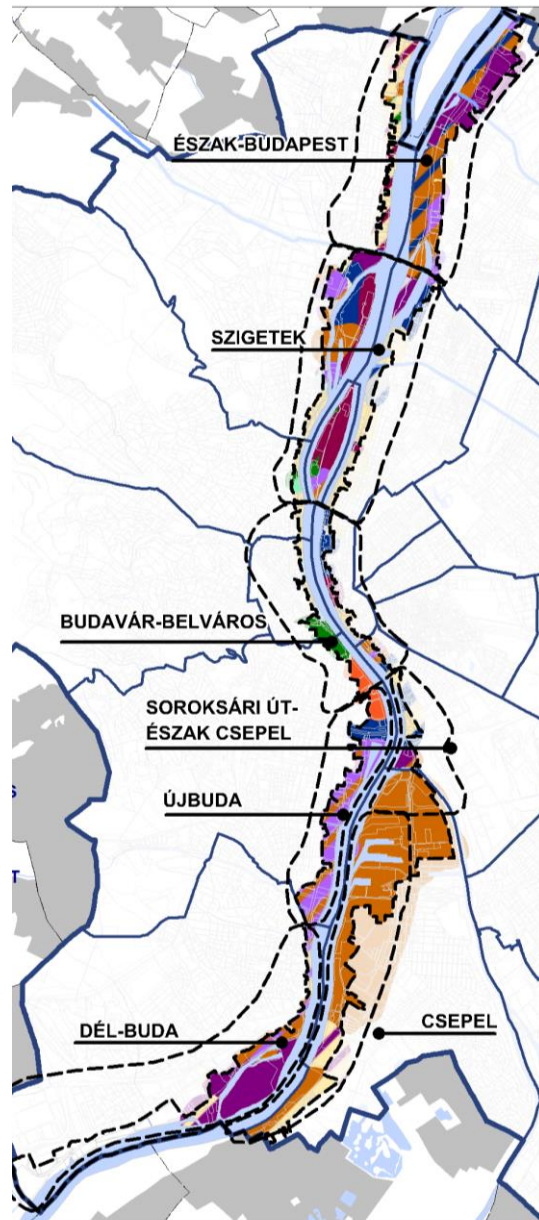 ÉSZAK-BUDAPEST
SZIGETEK
BUDAVÁR-BELVÁROS
SOROKSÁRI ÚT-
ÉSZAK CSEPEL
ÚJBUDA
DÉL-BUDA
CSEPEL